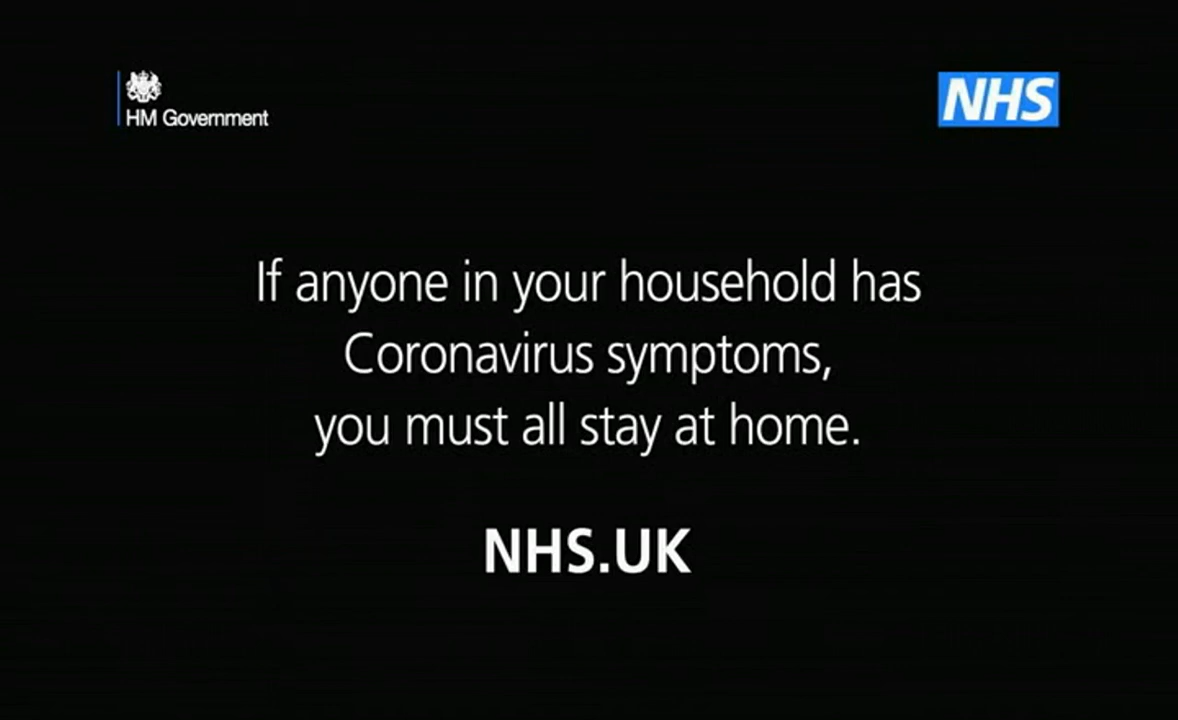 HM Government
NHS
If anyone in your household has
Coronavirus symptoms,
you must all stay at home.
NHS.UK